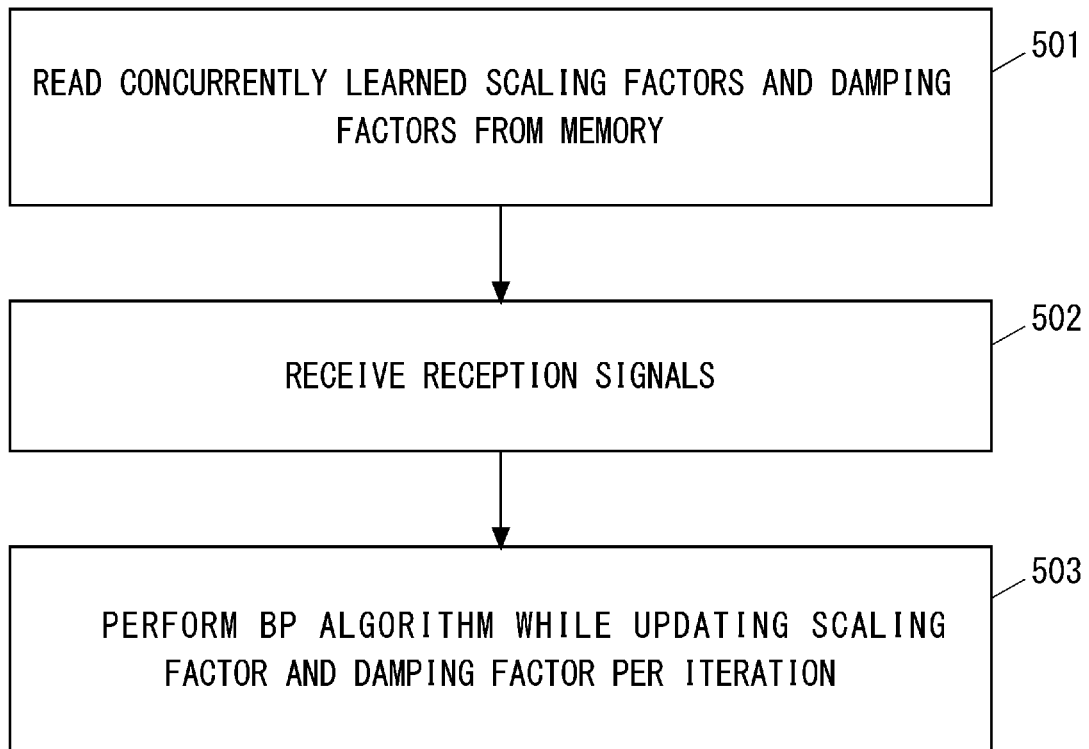 501
READ CONCURRENTLY LEARNED SCALING FACTORS AND DAMPING
FACTORS FROM MEMORY
502
RECEIVE RECEPTION SIGNALS
503
PERFORM BP ALGORITHM WHILE UPDATING SCALING
FACTOR AND DAMPING FACTOR PER ITERATION